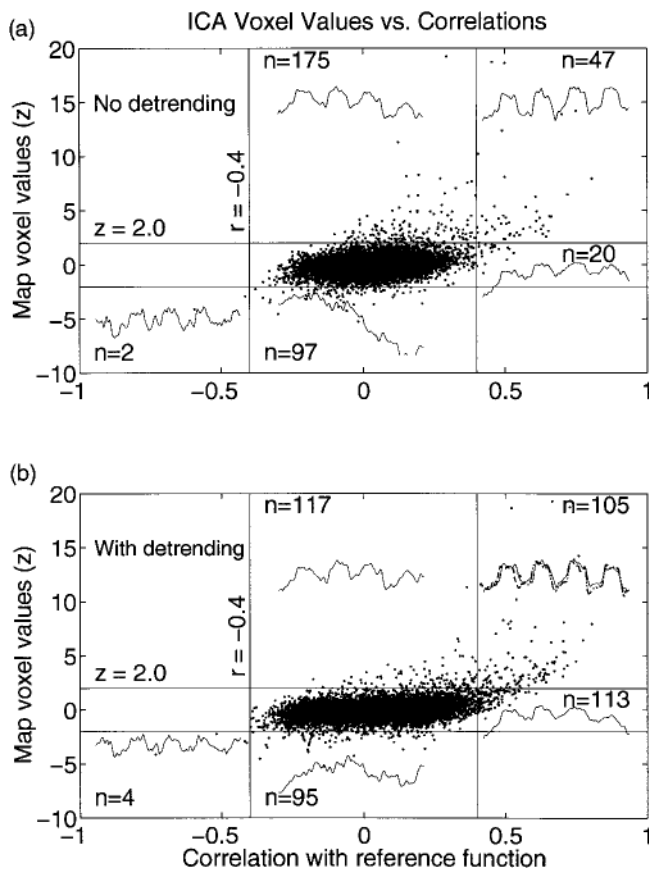 ICA Voxel Values vs. Correlations
(a)
20
15
10
5
0
−5
−10
Map voxel values (z)
No detrending
n=175
n=47
r = −0.4
z = 2.0
n=20
n=2
n=97
−1
−0.5
0
0.5
1
(b)
20
15
10
5
0
−5
−10
Map voxel values (z)
With detrending
n=117
n=105
r = −0.4
z = 2.0
n=113
n=4
n=95
−1
−0.5
0
0.5
1
Correlation with reference function